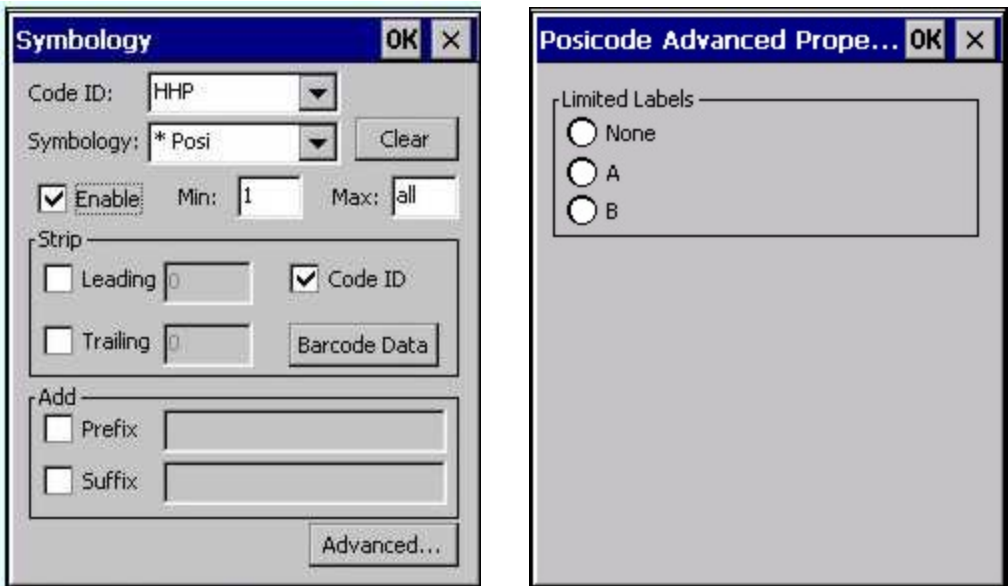 Symbology OK ×
Code ID: HHP
Symbology: * Posi Clear
Enable Min: 1 Max: all
Strip
Leading 0 Code ID
Trailing 0 Barcode Data
Add
Prefix
Suffix
Advanced...
Posicode Advanced Prope... OK ×
Limited Labels
None
A
B